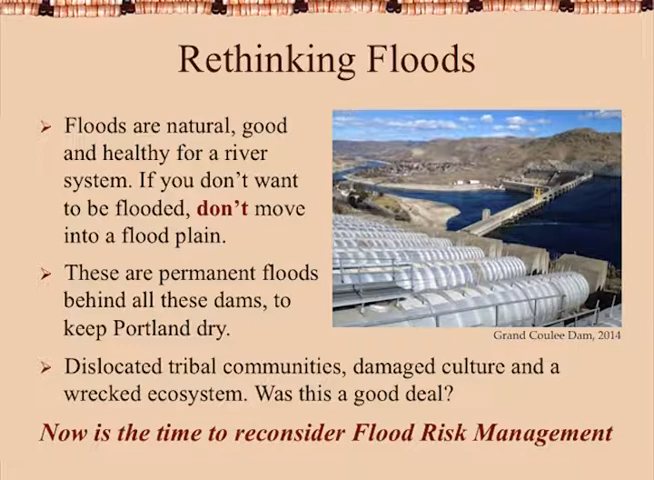 Rethinking Floods
➢ Floods are natural, good
and healthy for a river
system. If you don't want
to be flooded, don't move
into a flood plain.
➢ These are permanent floods
behind all these dams, to
keep Portland dry.
Grand Coulee Dam, 2014
➢ Dislocated tribal communities, damaged culture and a
wrecked ecosystem. Was this a good deal?
Now is the time to reconsider Flood Risk Management